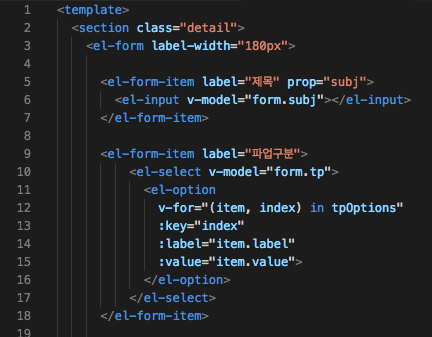 1 <template>
2 <section class="detail">
3 <el-form label-width="180px">
4
5 <el-form-item label="제목" prop="subj">
6 <el-input v-model="form.subj"></el-input>
7 </el-form-item>
8
9 <el-form-item label="파업구분">
10 <el-select v-model="form.tp">
11 <el-option
12 v-for="(item, index) in tpOptions"
13 :key="index"
14 :label="item.label"
15 :value="item.value">
16 </el-option>
17 </el-select>
18 </el-form-item>
19